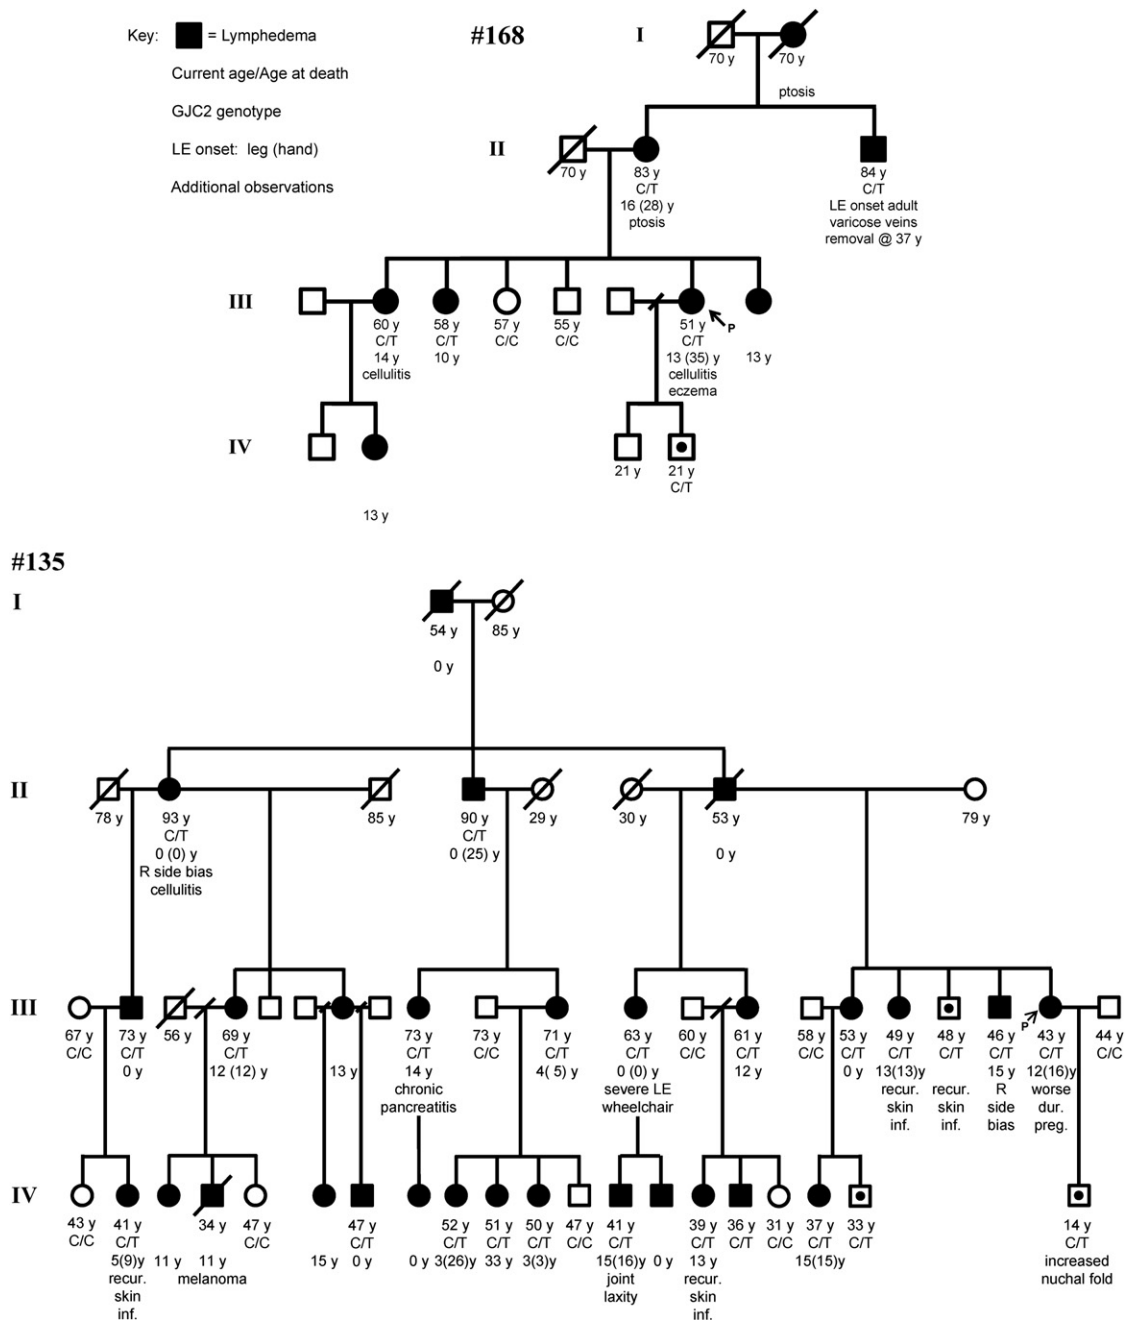 Key: = Lymphedema
Current age/Age at death
GJC2 genotype
LE onset: leg (hand)
Additional observations
#168
I
70 y 70 y
ptosis
II
70 y 83 y 84 y
C/T C/T
16 (28) y LE onset adult
ptosis varicose veins
removal @ 37 y
III
60 y 58 y 57 y 55 y 51 y P
C/T C/T C/C C/C C/T
14 y 10 y 13 (35) y 13 y
cellulitis cellulitis
eczema
IV
21 y 21 y
C/T
13 y
#135
I
54 y 85 y
0 y
II
78 y 93 y 85 y 90 y 29 y 30 y 53 y 79 y
C/T C/T
0 (0) y 0 (25) y 0 y
R side bias
cellulitis
III
P
67 y 73 y 56 y 69 y 73 y 73 y 71 y 63 y 60 y 61 y 58 y 53 y 49 y 48 y 46 y 43 y 44 y
C/C C/T C/T C/T C/C C/T C/T C/C C/T C/C C/T C/T C/T C/T C/T C/C
0 y 12 (12) y 13 y 14 y 4( 5) y 0 (0) y 12 y 0 y 13(13)y 15 y 12(16)y
chronic severe LE recur. recur. R worse
pancreatitis wheelchair skin skin side dur.
inf. inf. bias preg.
IV
43 y 41 y 34 y 47 y 47 y 52 y 51 y 50 y 47 y 41 y 39 y 36 y 31 y 37 y 33 y 14 y
C/C C/T C/C C/T C/T C/T C/T C/C C/T C/T C/T C/C C/T C/T C/T
5(9)y 11 y 11 y 15 y 0 y 0 y 3(26)y 33 y 3(3)y 15(16)y 0 y 13 y 15(15)y increased
recur. melanoma joint recur. nuchal fold
skin laxity skin
inf. inf.